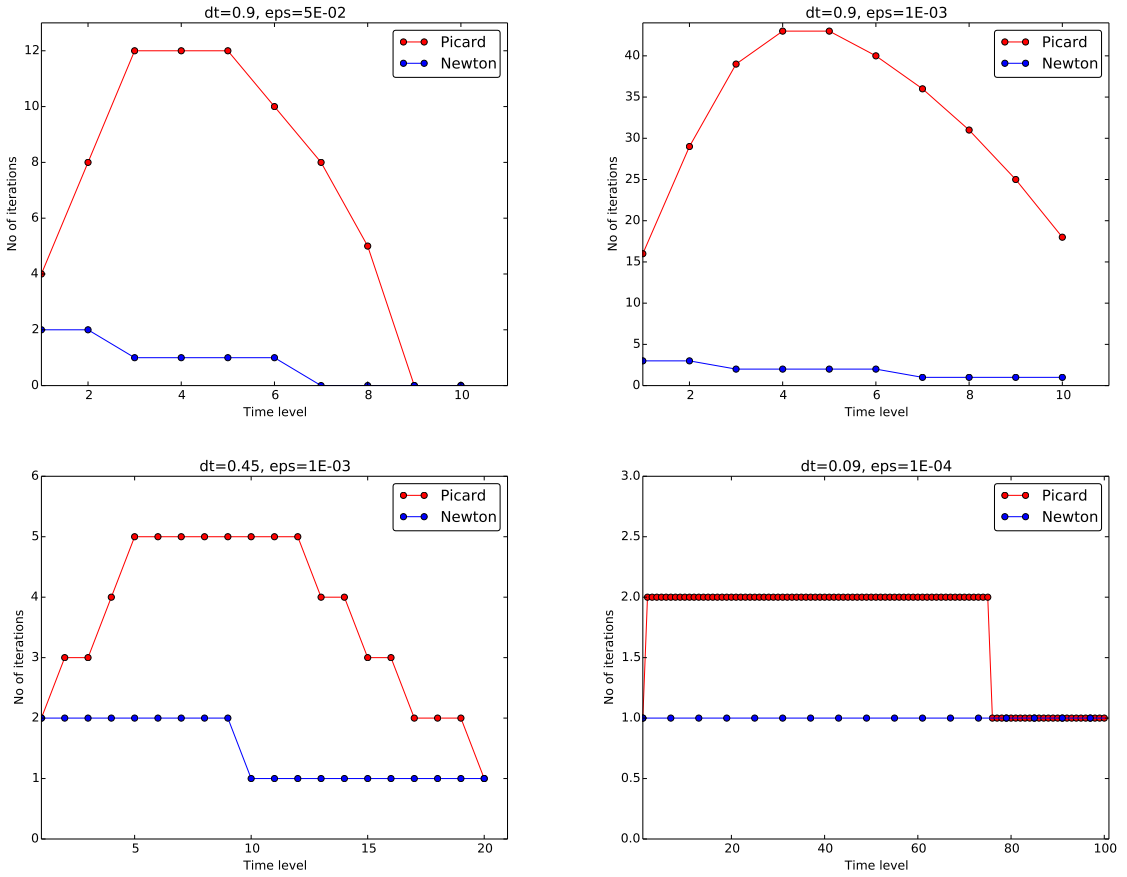 dt=0.9, eps=5E-02
12
10
8
6
4
2
0
No of iterations
Picard
Newton
2
4
6
8
10
Time level
dt=0.9, eps=1E-03
40
35
30
25
20
15
10
5
0
No of iterations
Picard
Newton
2
4
6
8
10
Time level
dt=0.45, eps=1E-03
6
5
4
3
2
1
0
No of iterations
Picard
Newton
5
10
15
20
Time level
dt=0.09, eps=1E-04
3.0
2.5
2.0
1.5
1.0
0.5
0.0
No of iterations
Picard
Newton
20
40
60
80
100
Time level